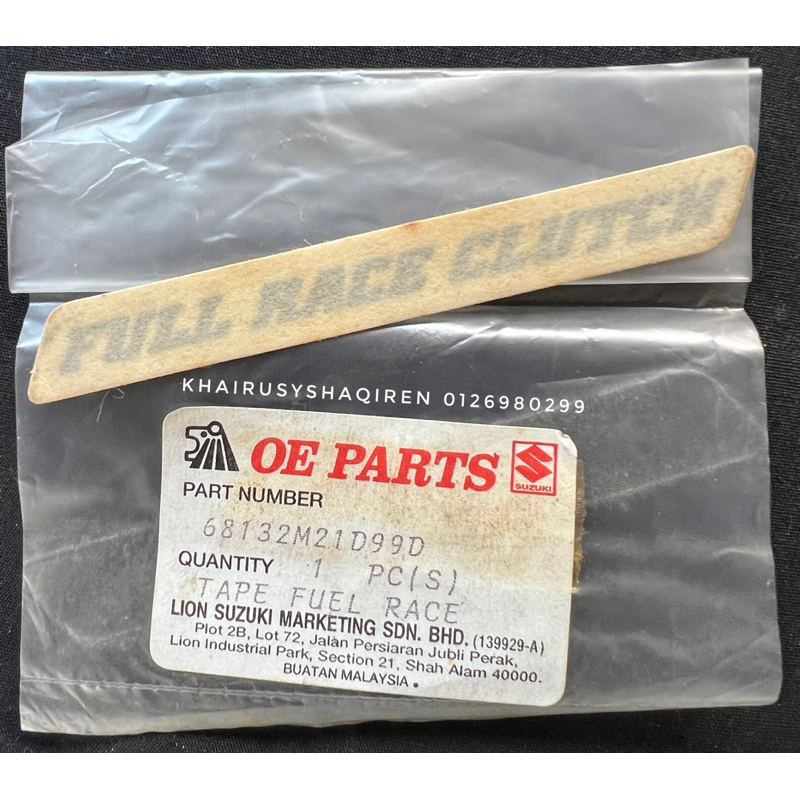 FULL RACE CLUTCH
KHAIRUSYSHAQIREN 0126980299
OE PARTS
SUZUKI
PART NUMBER
68132M21D99D
QUANTITY 1 PC(S)
TAPE FUEL RACE
LION SUZUKI MARKETING SDN. BHD. (139929-A)
Plot 2B, Lot 72, Jalan Persiaran Jubli Perak,
Lion Industrial Park, Section 21, Shah Alam 40000.
BUATAN MALAYSIA.